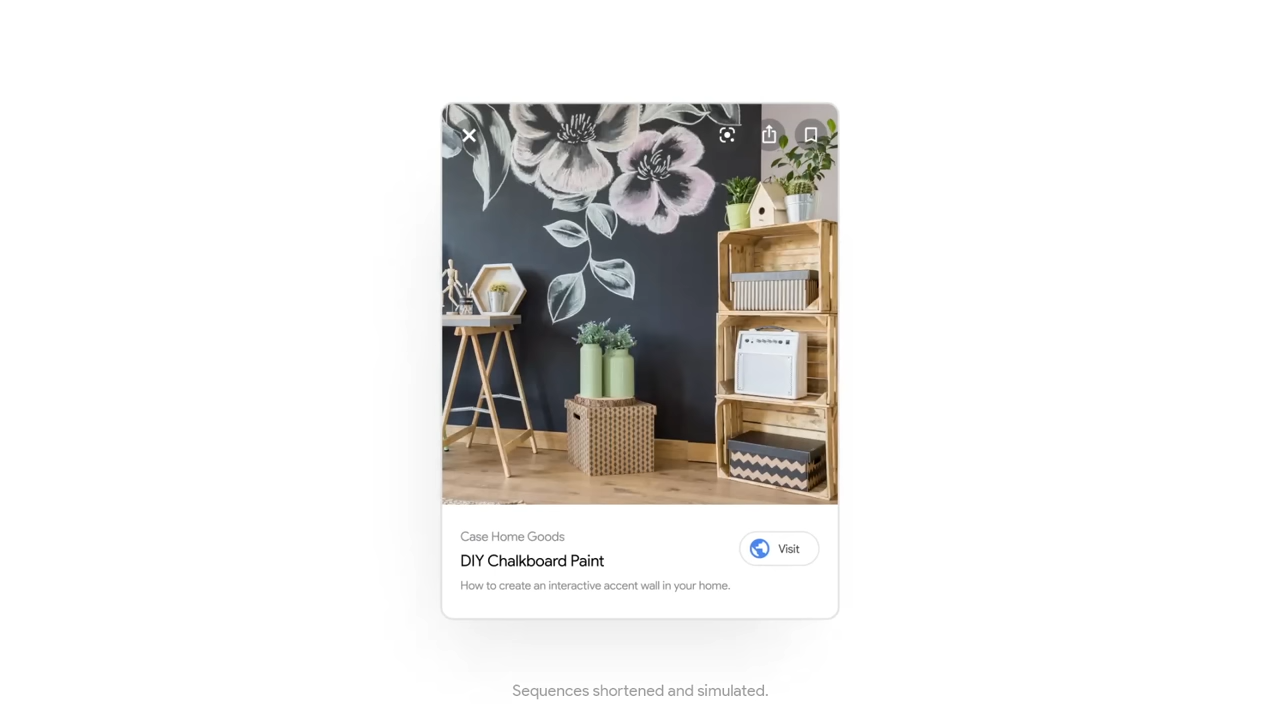 Case Home Goods
DIY Chalkboard Paint
Visit
How to create an interactive accent wall in your home.
Sequences shortened and simulated.